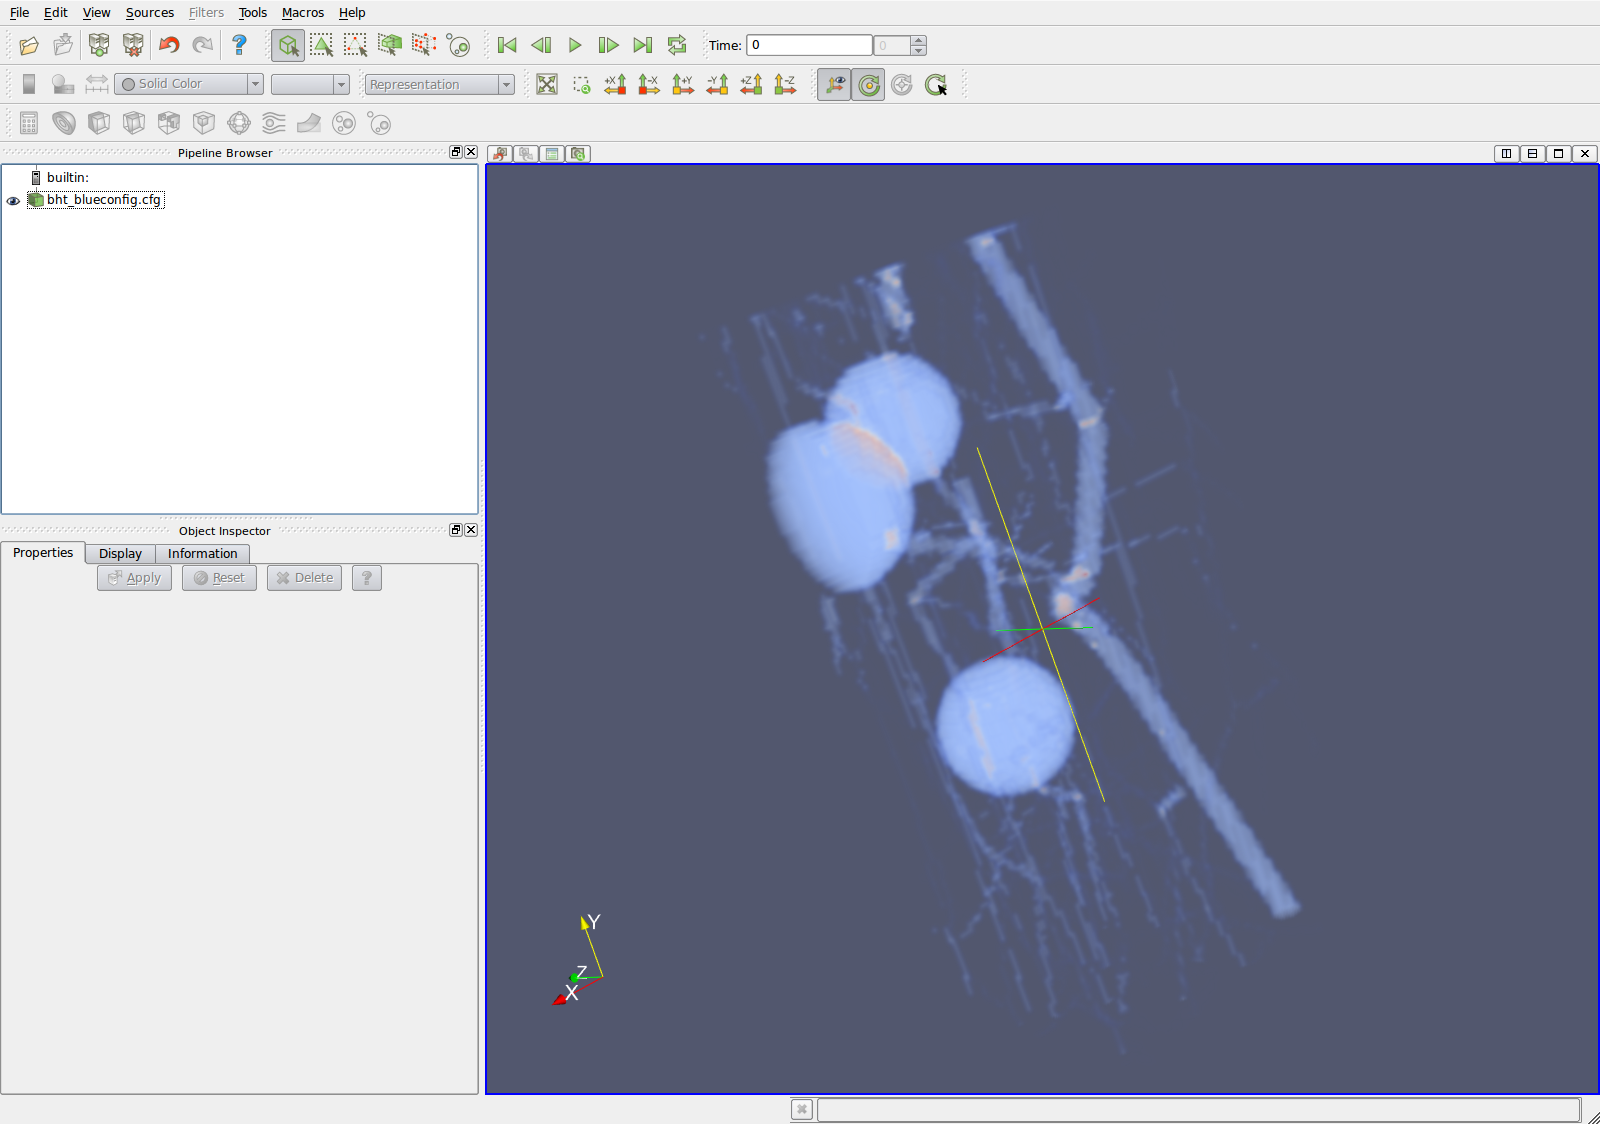 File Edit View Sources Filters Tools Macros Help
Time: 0 0
Solid Color Representation
+X -X +Y -Y +Z -Z
Pipeline Browser
builtin:
bht_blueconfig.cfg
Object Inspector
Properties Display Information
Apply Reset Delete ?
Y
Z
X